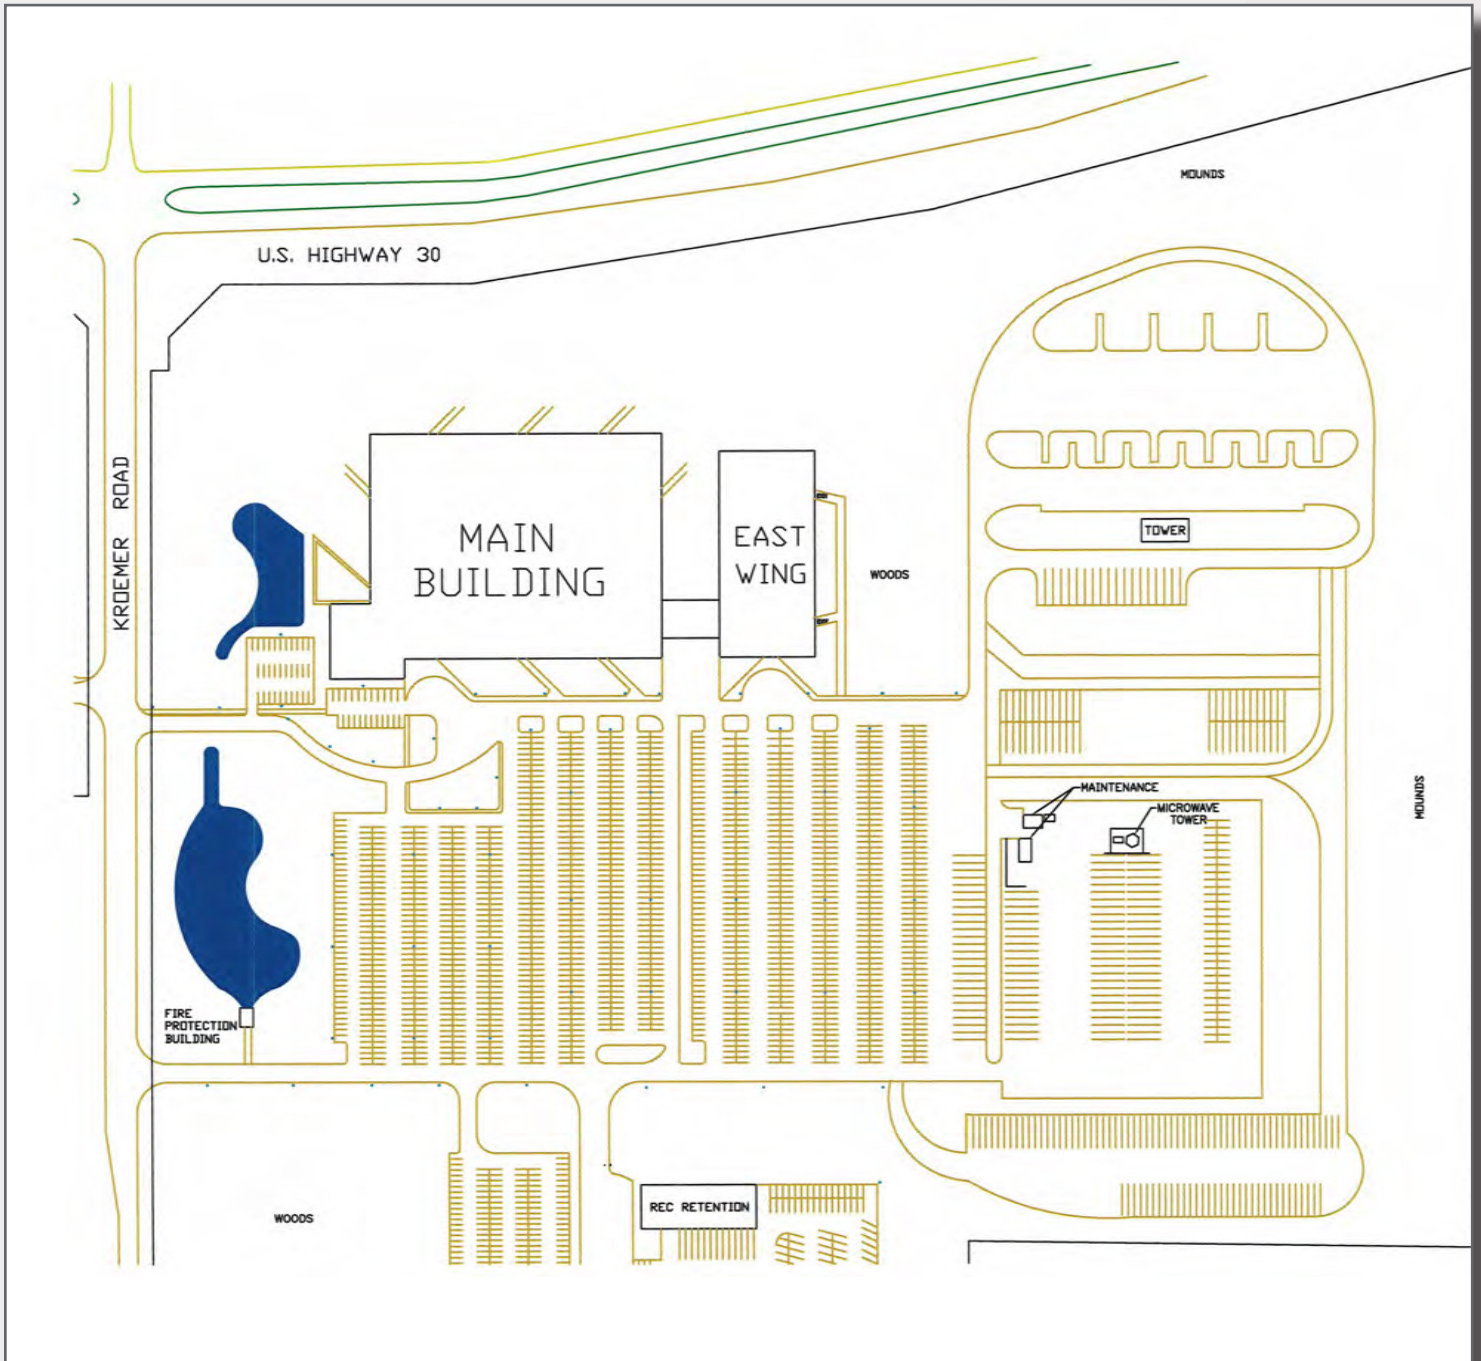 MOUNDS
U.S. HIGHWAY 30
KROEMER ROAD
MAIN
BUILDING
EAST
WING
WOODS
TOWER
MAINTENANCE
MICROWAVE
TOWER
MOUNDS
FIRE
PROTECTION
BUILDING
WOODS
REC RETENTION